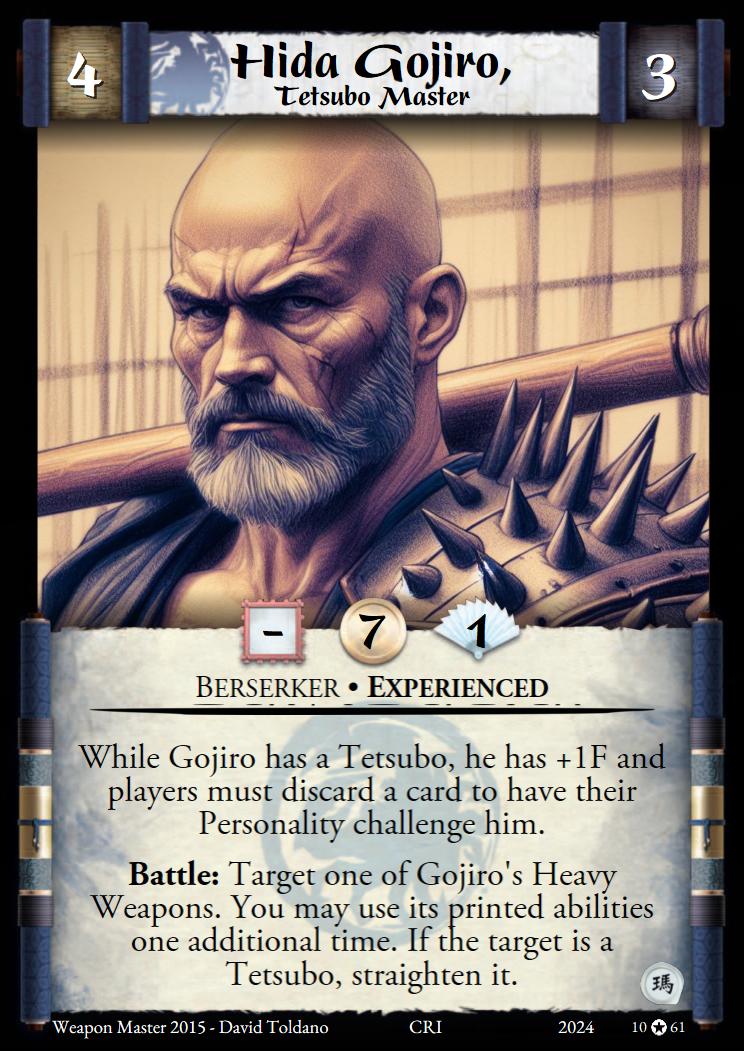 4
Hida Gojiro,
3
Tetsubo Master
-
7
1
BERSERKER • EXPERIENCED
While Gojiro has a Tetsubo, he has +1F and
players must discard a card to have their
Personality challenge him.
Battle: Target one of Gojiro's Heavy
Weapons. You may use its printed abilities
one additional time. If the target is a
Tetsubo, straighten it.
瑪
Weapon Master 2015 - David Toldano CRI 2024 10 ✪ 61